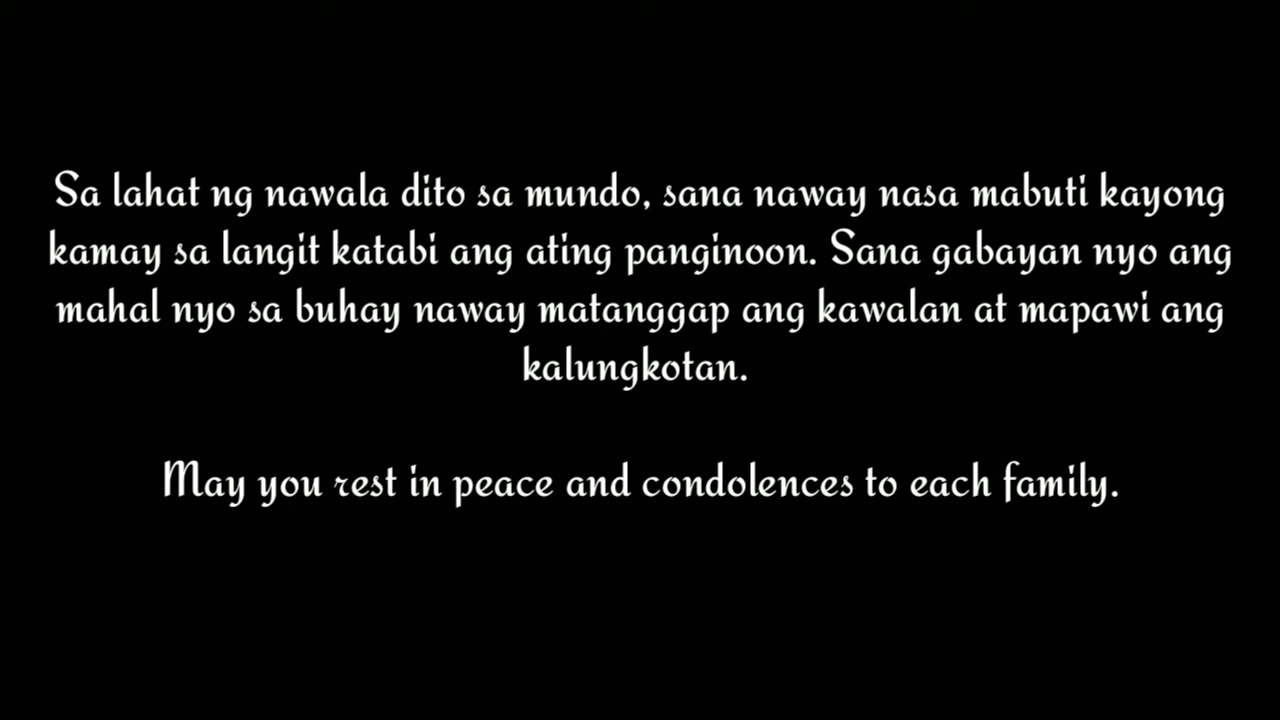 Sa lahat ng nawala dito sa mundo, sana naway nasa mabuti kayong
kamay sa langit katabi ang ating panginoon. Sana gabayan nyo ang
mahal nyo sa buhay naway matanggap ang kawalan at mapawi ang
kalungkotan.
May you rest in peace and condolences to each family.